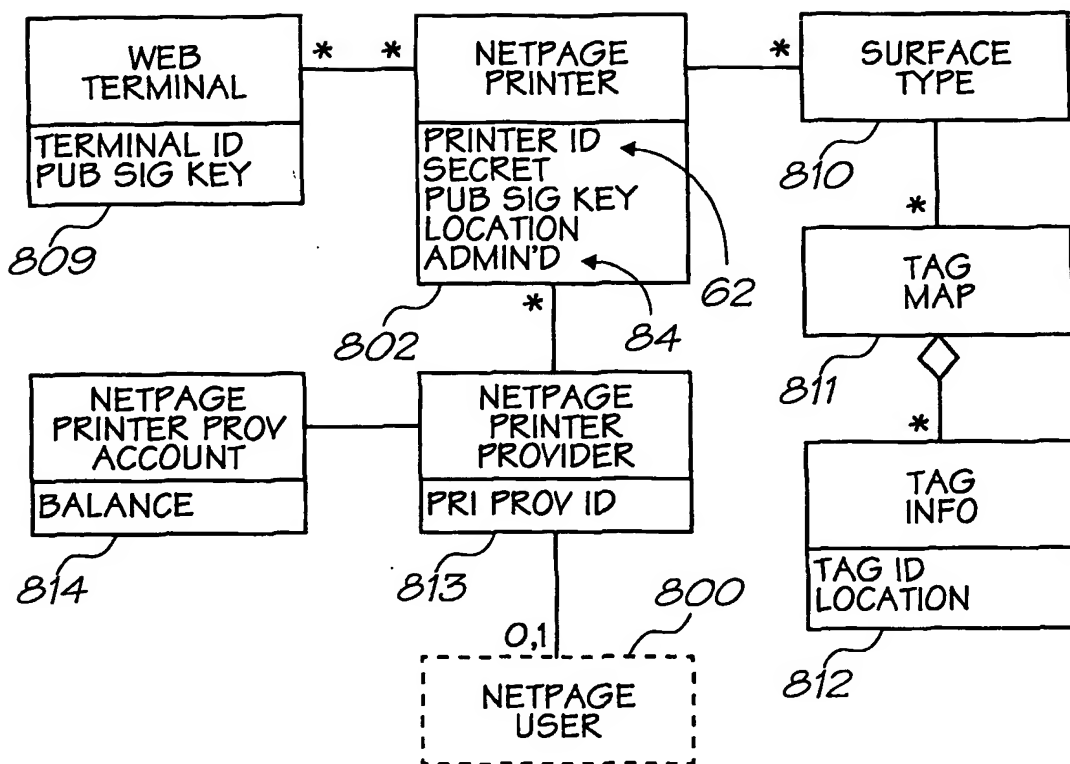 WEB
TERMINAL
TERMINAL ID
PUB SIG KEY
809
*
*
NETPAGE
PRINTER
PRINTER ID
SECRET
PUB SIG KEY
LOCATION
ADMIN'D
62
84
802
*
*
SURFACE
TYPE
810
*
TAG
MAP
811
*
TAG
INFO
TAG ID
LOCATION
812
NETPAGE
PRINTER PROV
ACCOUNT
BALANCE
814
NETPAGE
PRINTER
PROVIDER
PRI PROV ID
813
800
0,1
NETPAGE
USER